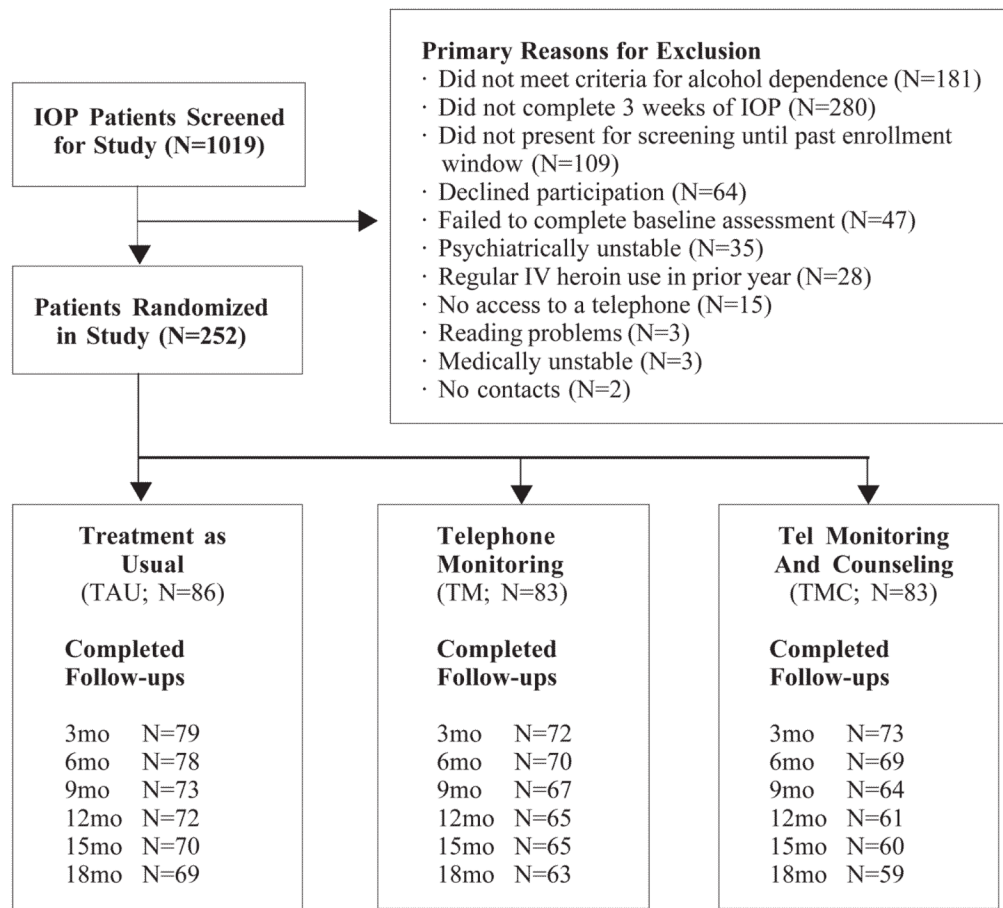 IOP Patients Screened
for Study (N=1019)
Primary Reasons for Exclusion
· Did not meet criteria for alcohol dependence (N=181)
· Did not complete 3 weeks of IOP (N=280)
· Did not present for screening until past enrollment
window (N=109)
· Declined participation (N=64)
· Failed to complete baseline assessment (N=47)
· Psychiatrically unstable (N=35)
· Regular IV heroin use in prior year (N=28)
· No access to a telephone (N=15)
· Reading problems (N=3)
· Medically unstable (N=3)
· No contacts (N=2)
Patients Randomized
in Study (N=252)
Treatment as
Usual
(TAU; N=86)
Completed
Follow-ups
3mo N=79
6mo N=78
9mo N=73
12mo N=72
15mo N=70
18mo N=69
Telephone
Monitoring
(TM; N=83)
Completed
Follow-ups
3mo N=72
6mo N=70
9mo N=67
12mo N=65
15mo N=65
18mo N=63
Tel Monitoring
And Counseling
(TMC; N=83)
Completed
Follow-ups
3mo N=73
6mo N=69
9mo N=64
12mo N=61
15mo N=60
18mo N=59